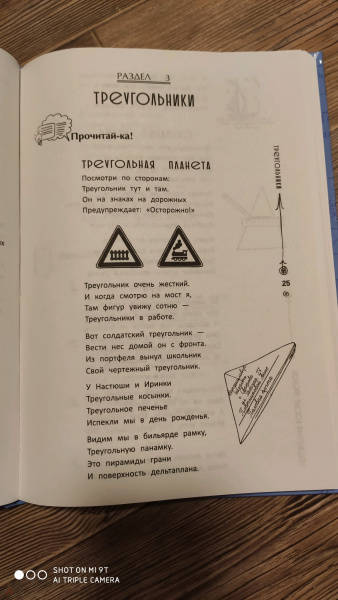 РАЗДЕЛ 3
ТРЕУГОЛЬНИКИ
Прочитай-ка!
ТРЕУГОЛЬНАЯ ПЛАНЕТА
Посмотри по сторонам:
Треугольник тут и там.
Он на знаках на дорожных
Предупреждает: «Осторожно!»
Треугольник очень жесткий.
И когда смотрю на мост я,
Там фигур увижу сотню —
Треугольники в работе.
Вот солдатский треугольник —
Вести нес домой он с фронта.
Из портфеля вынул школьник
Свой чертежный треугольник.
У Настюши и Иринки
Треугольные косынки.
Треугольное печенье
Испекли мы в день рожденья.
Видим мы в бильярде рамку,
Треугольную панамку.
Это пирамиды грани
И поверхность дельтаплана.
ТРЕУГОЛЬНИКИ
25
SHOT ON MI 9T
AI TRIPLE CAMERA